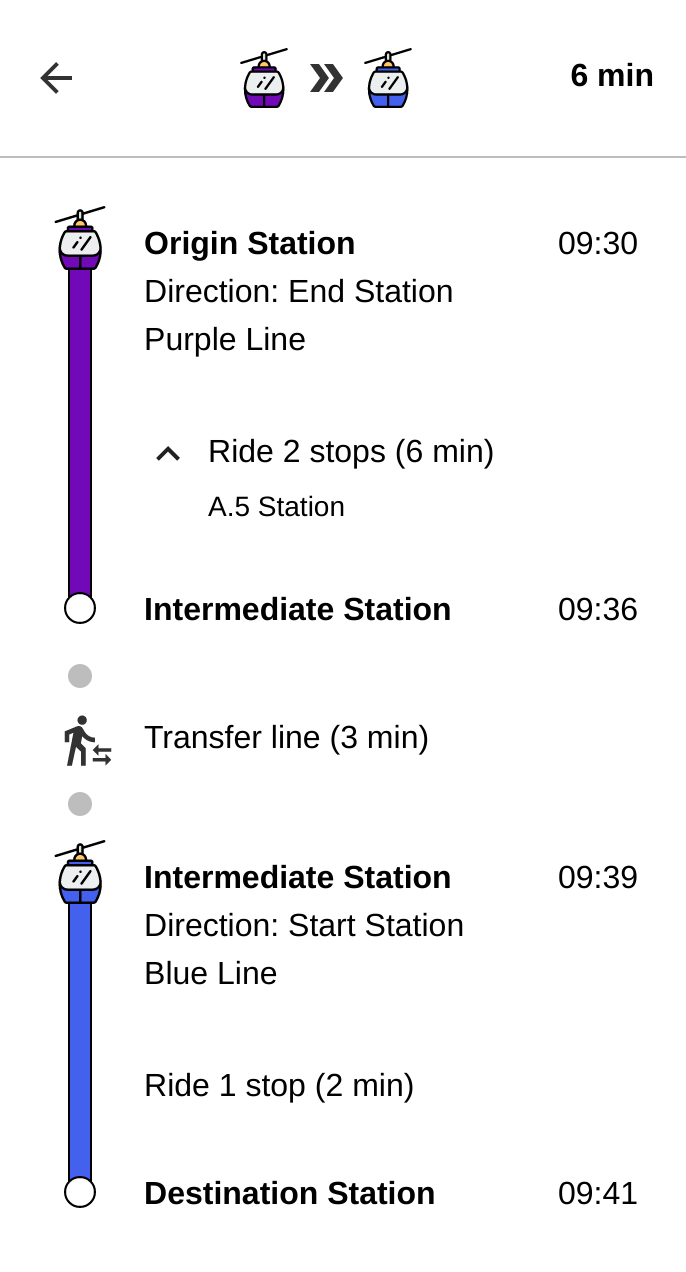 6 min
Origin Station 09:30
Direction: End Station
Purple Line
Ride 2 stops (6 min)
A.5 Station
Intermediate Station 09:36
Transfer line (3 min)
Intermediate Station 09:39
Direction: Start Station
Blue Line
Ride 1 stop (2 min)
Destination Station 09:41